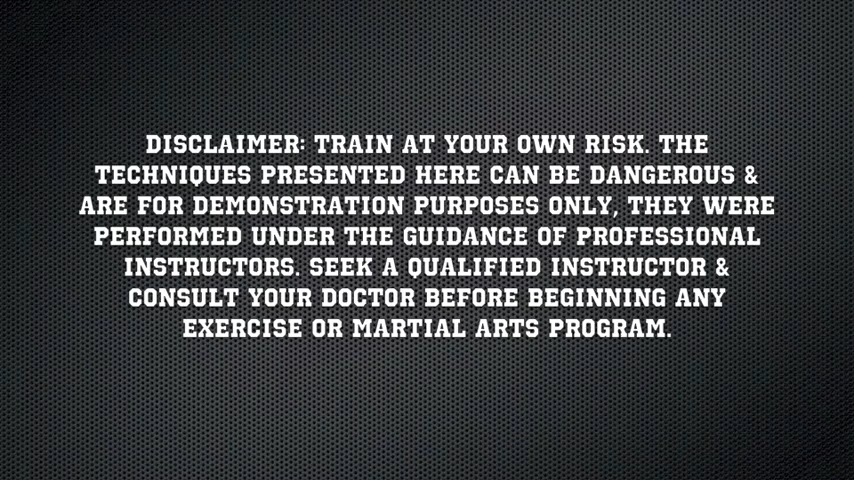 DISCLAIMER: TRAIN AT YOUR OWN RISK. THE
TECHNIQUES PRESENTED HERE CAN BE DANGEROUS &
ARE FOR DEMONSTRATION PURPOSES ONLY, THEY WERE
PERFORMED UNDER THE GUIDANCE OF PROFESSIONAL
INSTRUCTORS. SEEK A QUALIFIED INSTRUCTOR &
CONSULT YOUR DOCTOR BEFORE BEGINNING ANY
EXERCISE OR MARTIAL ARTS PROGRAM.